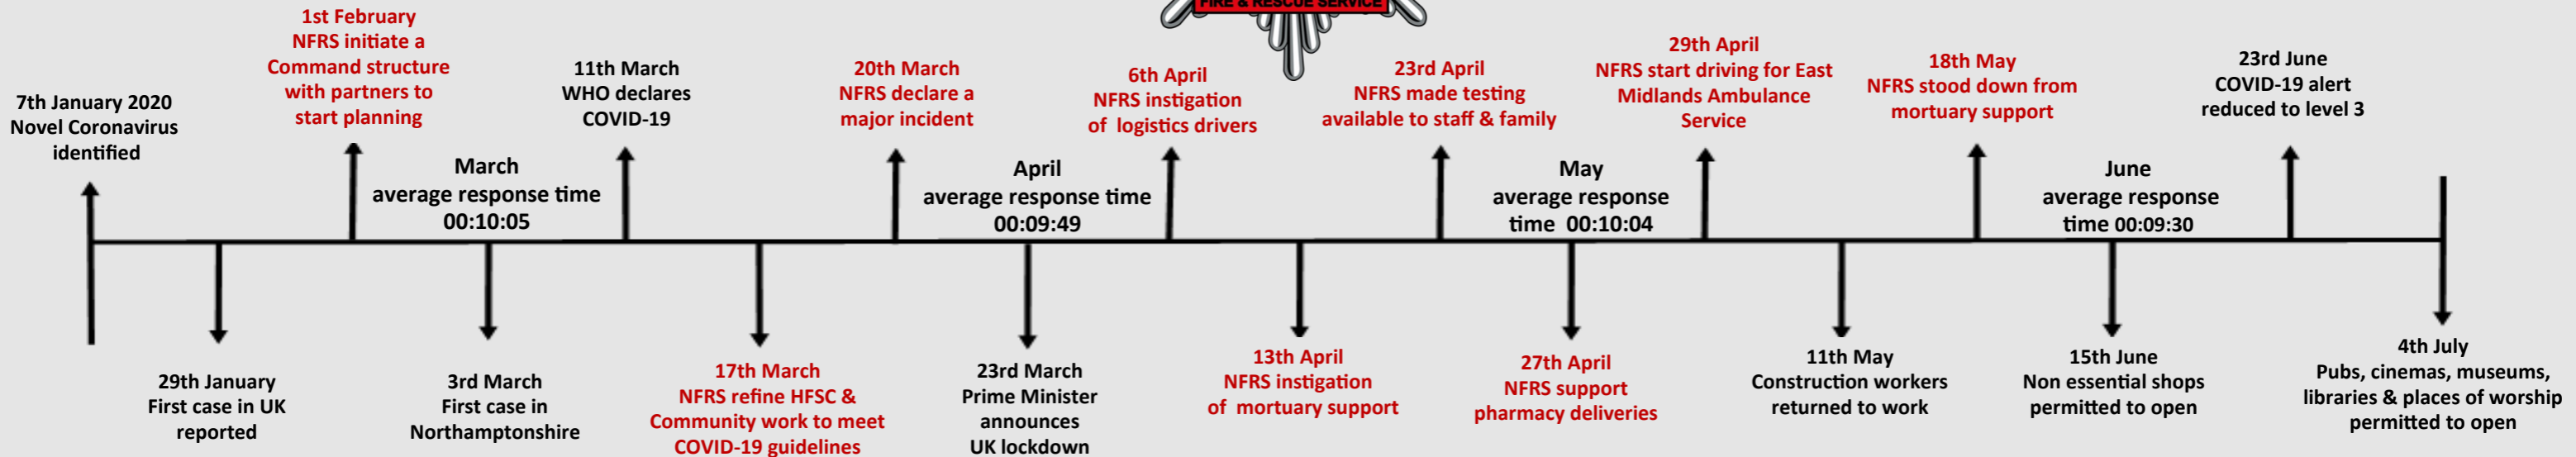 FIRE & RESCUE SERVICE
7th January 2020
Novel Coronavirus
identified
29th January
First case in UK
reported
1st February
NFRS initiate a
Command structure
with partners to
start planning
March
average response time
00:10:05
3rd March
First case in
Northamptonshire
11th March
WHO declares
COVID-19
17th March
NFRS refine HFSC &
Community work to meet
COVID-19 guidelines
20th March
NFRS declare a
major incident
April
average response time
00:09:49
23rd March
Prime Minister
announces
UK lockdown
6th April
NFRS instigation
of logistics drivers
13th April
NFRS instigation
of mortuary support
23rd April
NFRS made testing
available to staff & family
May
average response
time 00:10:04
27th April
NFRS support
pharmacy deliveries
29th April
NFRS start driving for East
Midlands Ambulance
Service
11th May
Construction workers
returned to work
18th May
NFRS stood down from
mortuary support
June
average response
time 00:09:30
15th June
Non essential shops
permitted to open
23rd June
COVID-19 alert
reduced to level 3
4th July
Pubs, cinemas, museums,
libraries & places of worship
permitted to open